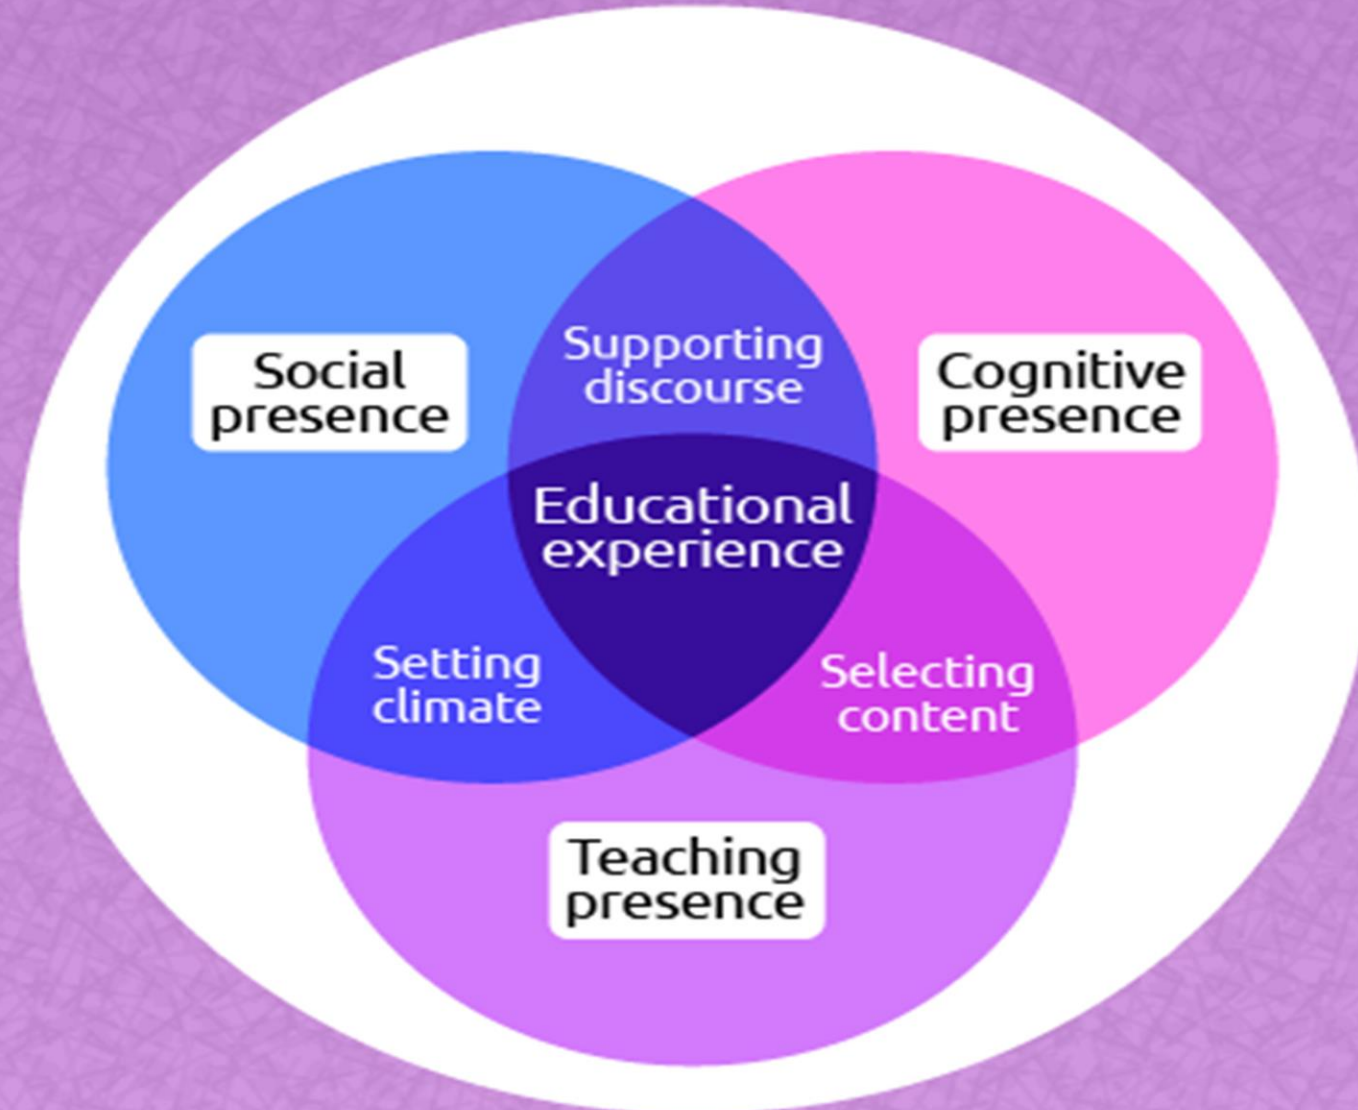 Social
presence
Supporting
discourse
Cognitive
presence
Educational
experience
Setting
climate
Selecting
content
Teaching
presence